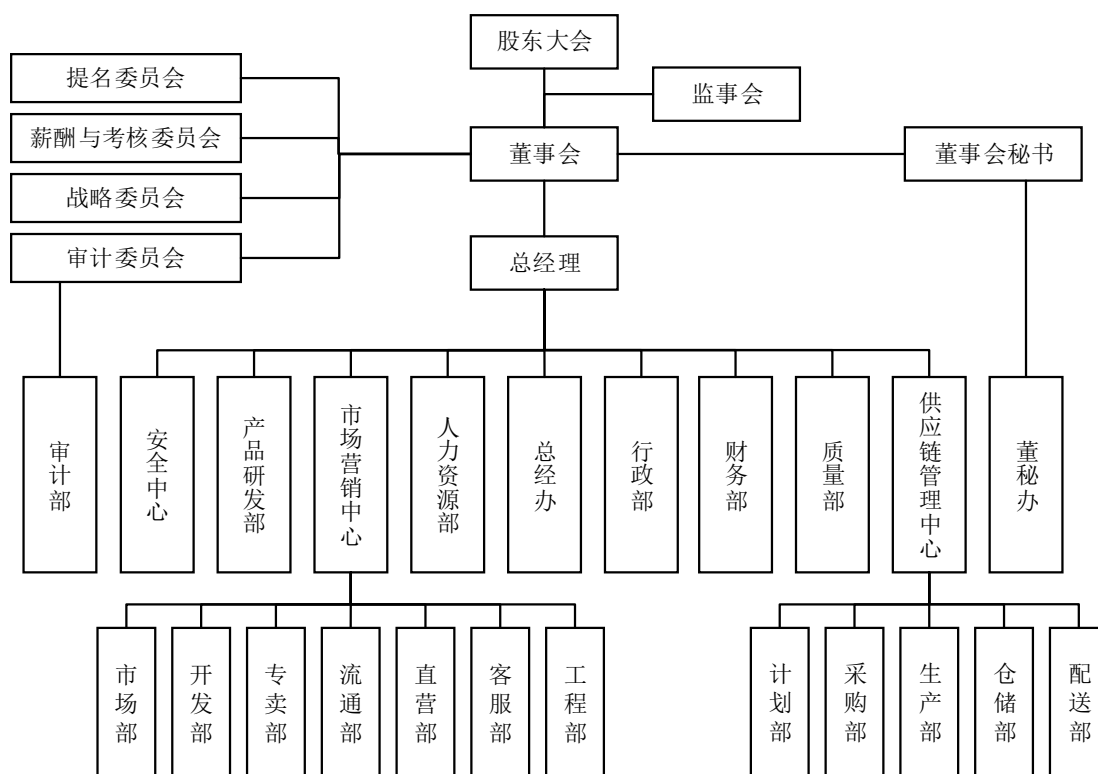 股东大会
提名委员会
监事会
薪酬与考核委员会
董事会
董事会秘书
战略委员会
审计委员会
总经理
审计部
安全中心
产品研发部
市场营销中心
人力资源部
总经办
行政部
财务部
质量部
供应链管理中心
董秘办
市场部
开发部
专卖部
流通部
直营部
客服部
工程部
计划部
采购部
生产部
仓储部
配送部